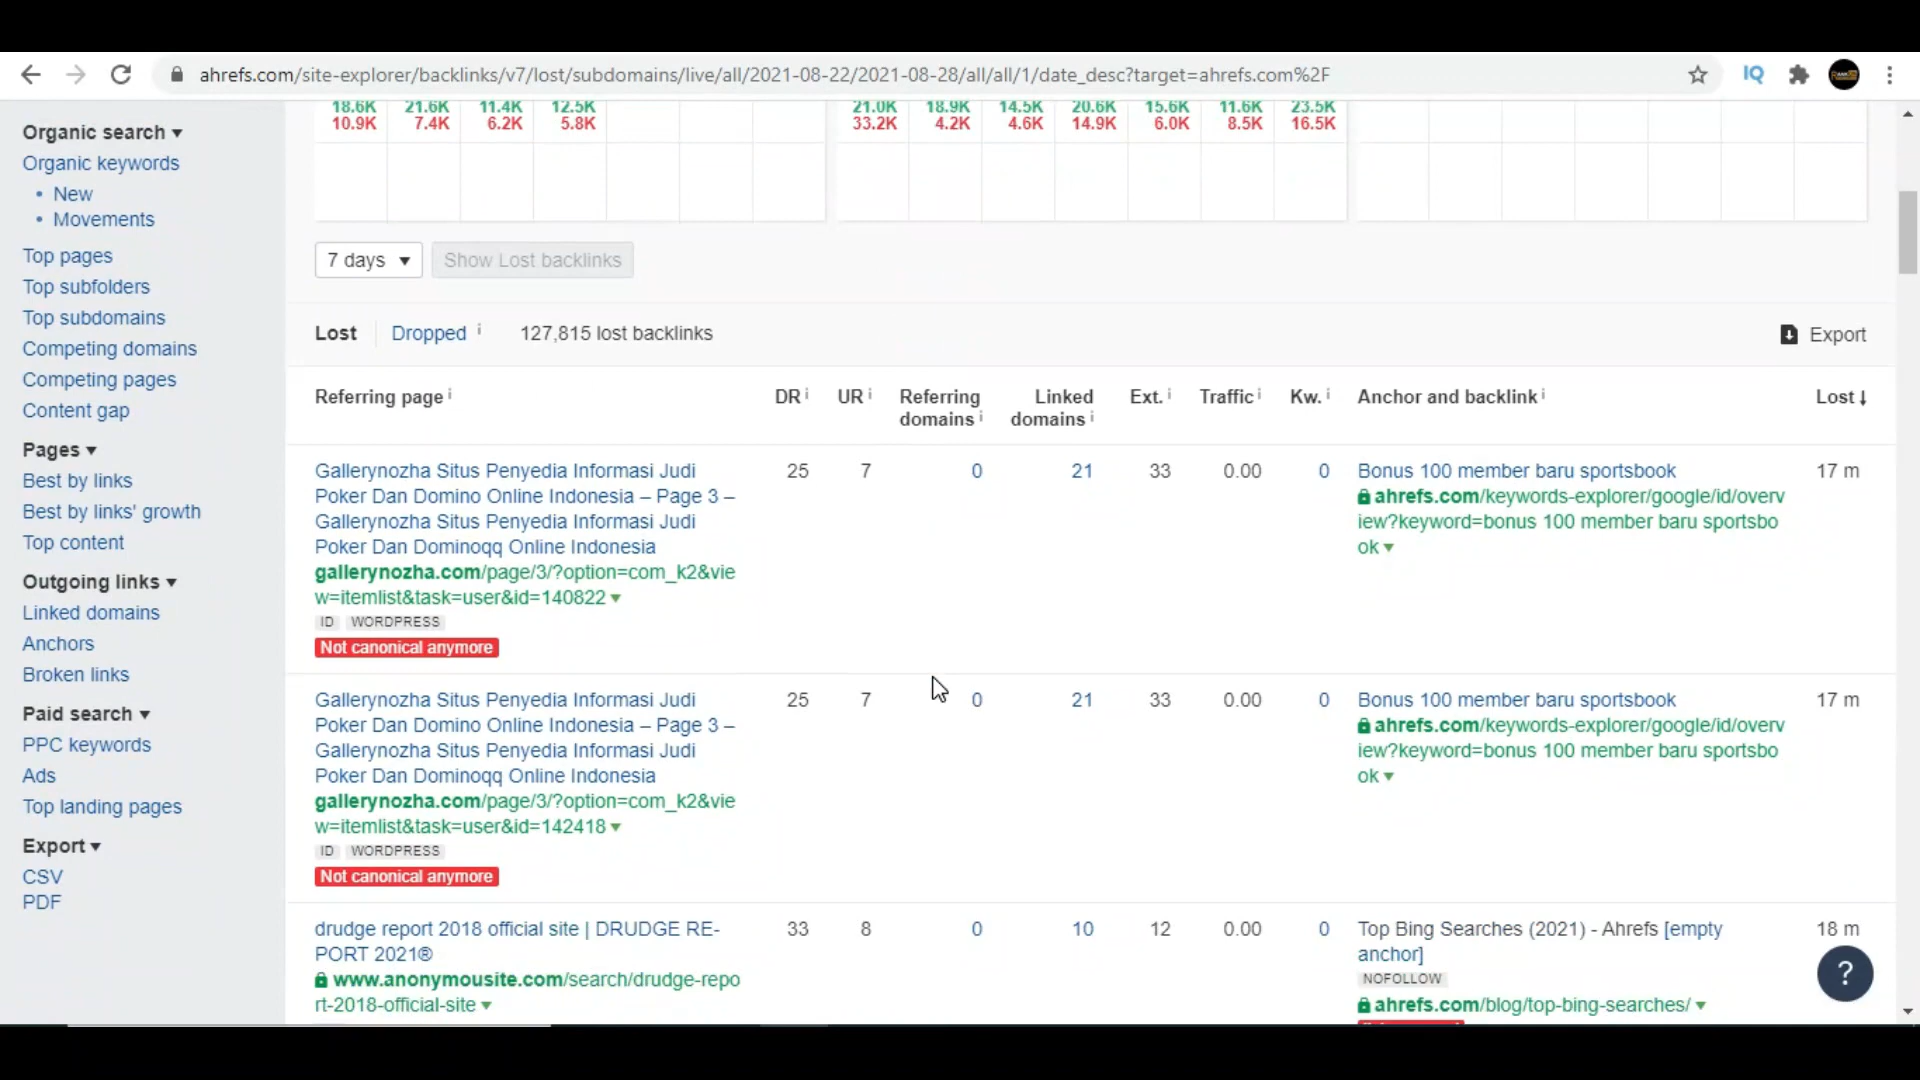 ahrefs.com/site-explorer/backlinks/v7/lost/subdomains/live/all/2021-08-22/2021-08-28/all/all/1/date_desc?target=ahrefs.com%2F
IQ
Organic search ▾
Organic keywords
• New
• Movements
Top pages
Top subfolders
Top subdomains
Competing domains
Competing pages
Content gap
Pages ▾
Best by links
Best by links' growth
Top content
Outgoing links ▾
Linked domains
Anchors
Broken links
Paid search ▾
PPC keywords
Ads
Top landing pages
Export ▾
CSV
PDF
18.6K 21.6K 11.4K 12.5K 21.0K 18.9K 14.5K 20.6K 15.6K 11.6K 23.5K
10.9K 7.4K 6.2K 5.8K 33.2K 4.2K 4.6K 14.9K 6.0K 8.5K 16.5K
7 days ▾ Show Lost backlinks
Lost Dropped i 127,815 lost backlinks Export
Referring page i DR i UR i Referring domains i Linked domains i Ext. i Traffic i Kw. i Anchor and backlink i Lost ↓
Gallerynozha Situs Penyedia Informasi Judi 25 7 0 21 33 0.00 0 Bonus 100 member baru sportsbook 17 m
Poker Dan Domino Online Indonesia – Page 3 – ahrefs.com/keywords-explorer/google/id/overv
Gallerynozha Situs Penyedia Informasi Judi iew?keyword=bonus 100 member baru sportsbo
Poker Dan Dominoqq Online Indonesia ok ▾
gallerynozha.com/page/3/?option=com_k2&vie
w=itemlist&task=user&id=140822 ▾
ID WORDPRESS
Not canonical anymore
Gallerynozha Situs Penyedia Informasi Judi 25 7 0 21 33 0.00 0 Bonus 100 member baru sportsbook 17 m
Poker Dan Domino Online Indonesia – Page 3 – ahrefs.com/keywords-explorer/google/id/overv
Gallerynozha Situs Penyedia Informasi Judi iew?keyword=bonus 100 member baru sportsbo
Poker Dan Dominoqq Online Indonesia ok ▾
gallerynozha.com/page/3/?option=com_k2&vie
w=itemlist&task=user&id=142418 ▾
ID WORDPRESS
Not canonical anymore
drudge report 2018 official site | DRUDGE RE- 33 8 0 10 12 0.00 0 Top Bing Searches (2021) - Ahrefs [empty 18 m
PORT 2021® anchor]
www.anonymousite.com/search/drudge-repo NOFOLLOW
rt-2018-official-site ▾ ahrefs.com/blog/top-bing-searches/ ▾
?